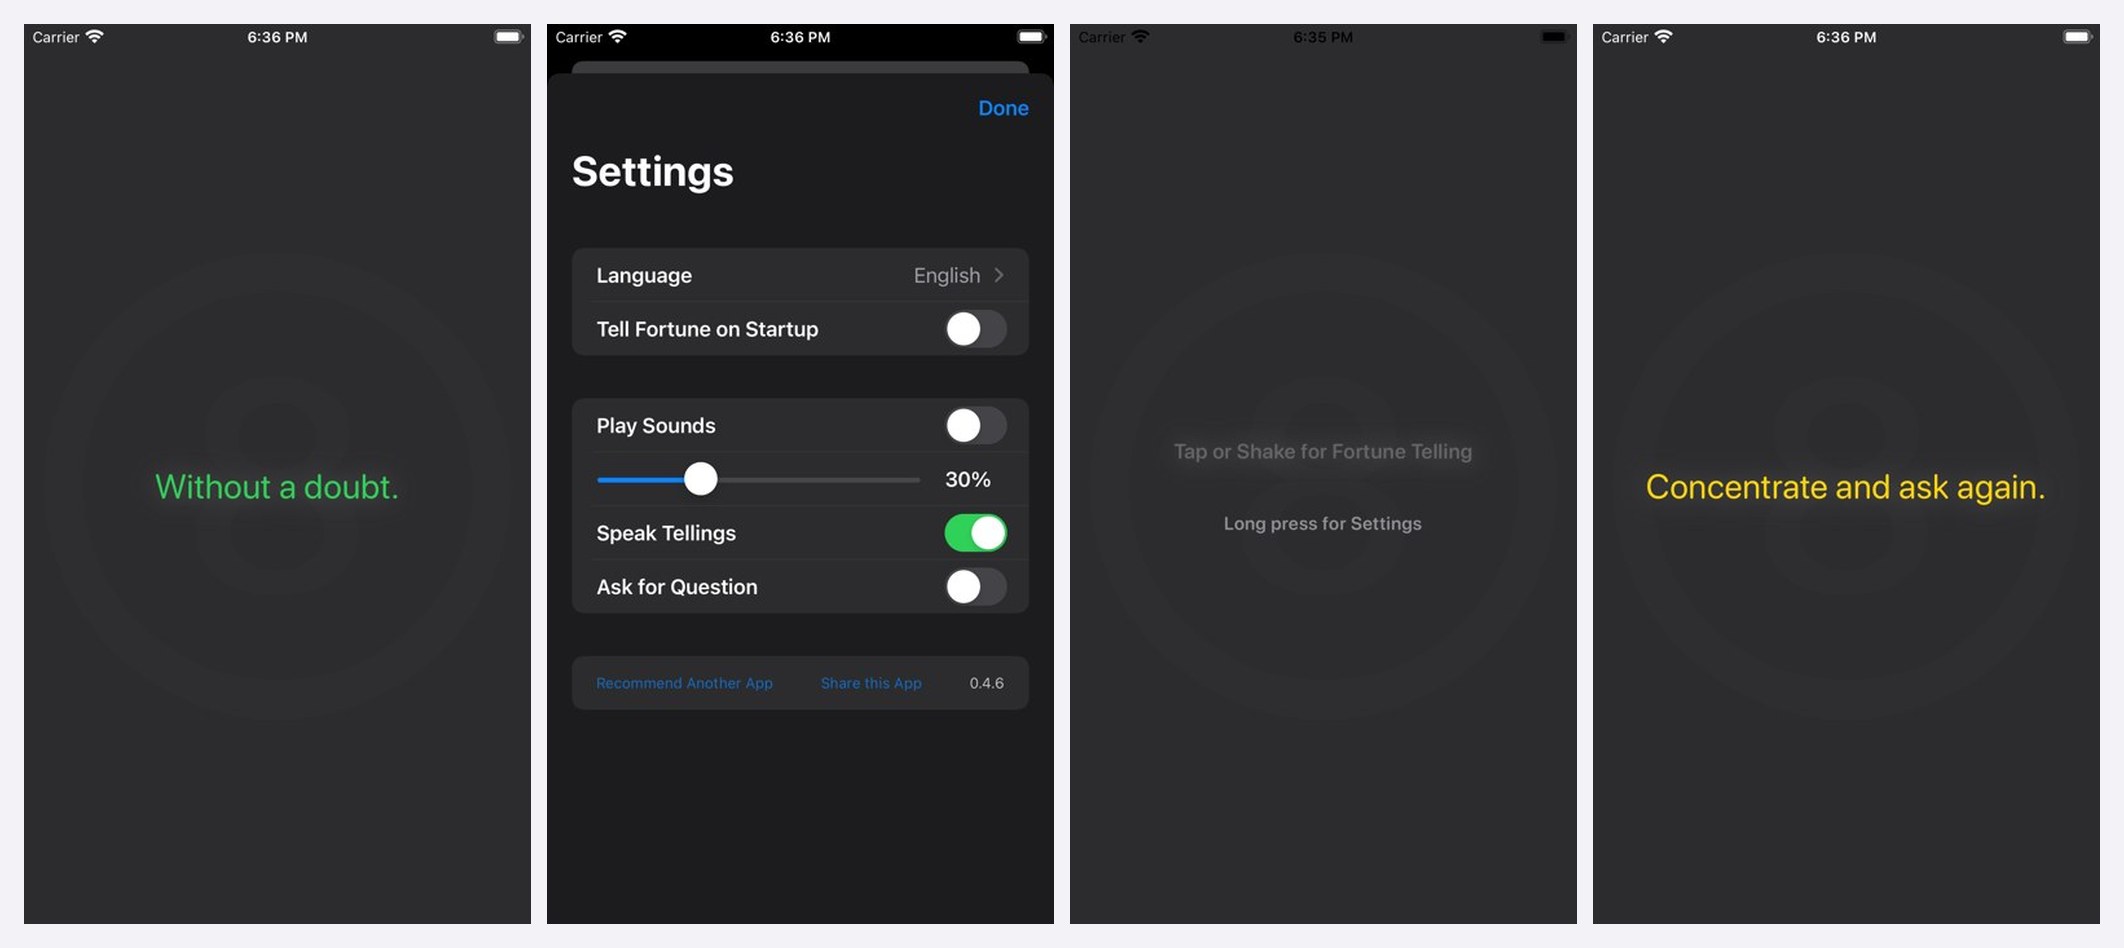 Carrier 6:36 PM
Without a doubt.
Carrier 6:36 PM
Done
Settings
Language English
Tell Fortune on Startup
Play Sounds
30%
Speak Tellings
Ask for Question
Recommend Another App Share this App 0.4.6
Carrier 6:35 PM
Tap or Shake for Fortune Telling
Long press for Settings
Carrier 6:36 PM
Concentrate and ask again.